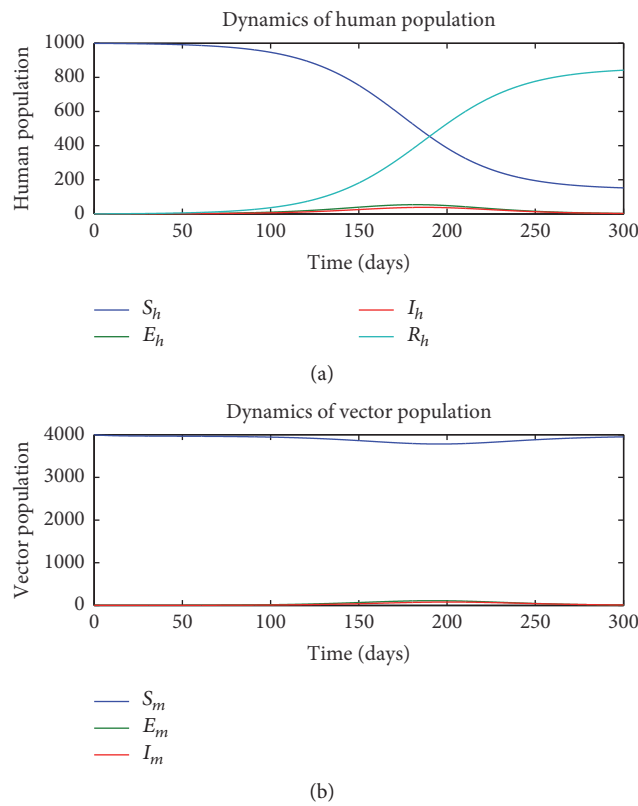 Dynamics of human population
Human population
1000
800
600
400
200
0
0 50 100 150 200 250 300
Time (days)
S_h I_h
E_h R_h
(a)
Dynamics of vector population
Vector population
4000
3000
2000
1000
0
0 50 100 150 200 250 300
Time (days)
S_m
E_m
I_m
(b)